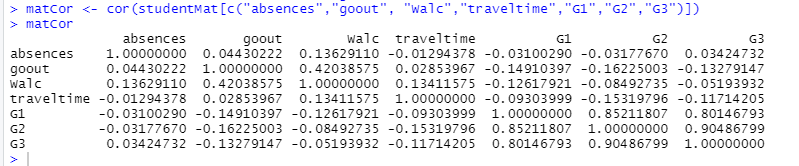 > matCor <- cor(studentMat[c("absences","goout", "Walc","traveltime","G1","G2","G3")])
> matCor
absences goout Walc traveltime G1 G2 G3
absences 1.00000000 0.04430222 0.13629110 -0.01294378 -0.03100290 -0.03177670 0.03424732
goout 0.04430222 1.00000000 0.42038575 0.02853967 -0.14910397 -0.16225003 -0.13279147
Walc 0.13629110 0.42038575 1.00000000 0.13411575 -0.12617921 -0.08492735 -0.05193932
traveltime -0.01294378 0.02853967 0.13411575 1.00000000 -0.09303999 -0.15319796 -0.11714205
G1 -0.03100290 -0.14910397 -0.12617921 -0.09303999 1.00000000 0.85211807 0.80146793
G2 -0.03177670 -0.16225003 -0.08492735 -0.15319796 0.85211807 1.00000000 0.90486799
G3 0.03424732 -0.13279147 -0.05193932 -0.11714205 0.80146793 0.90486799 1.00000000
>